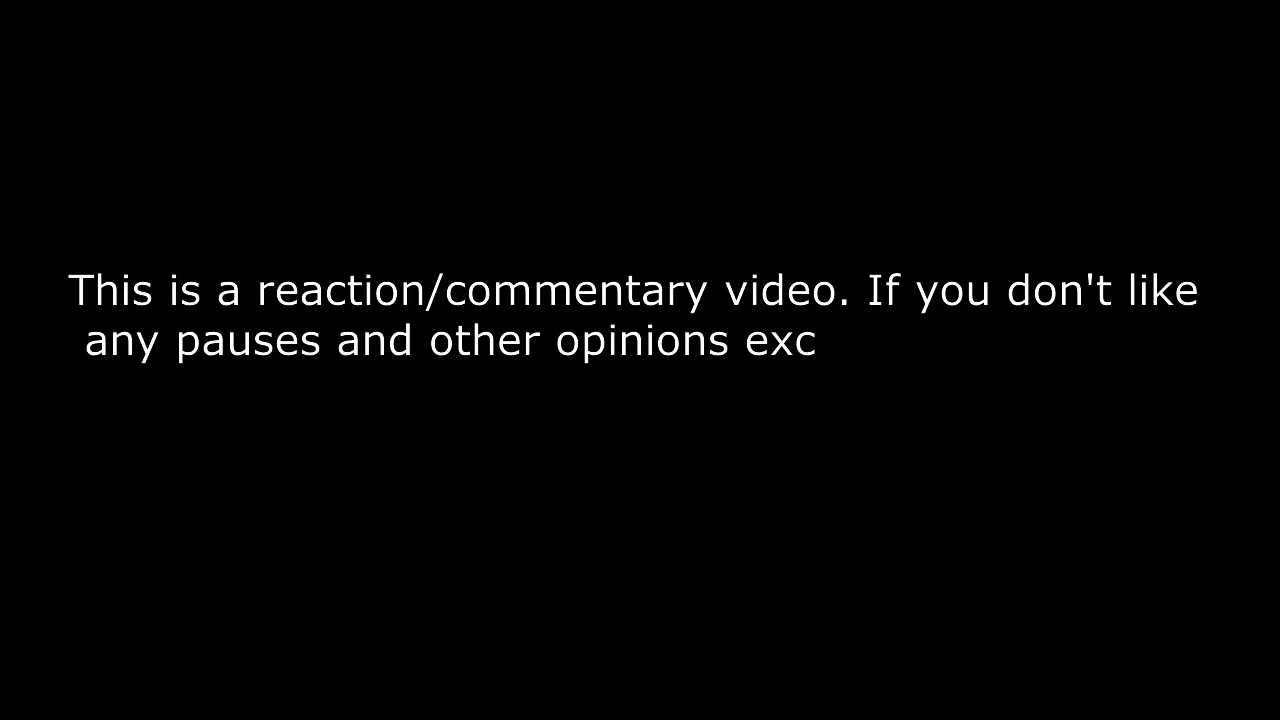 This is a reaction/commentary video. If you don't like
any pauses and other opinions exc